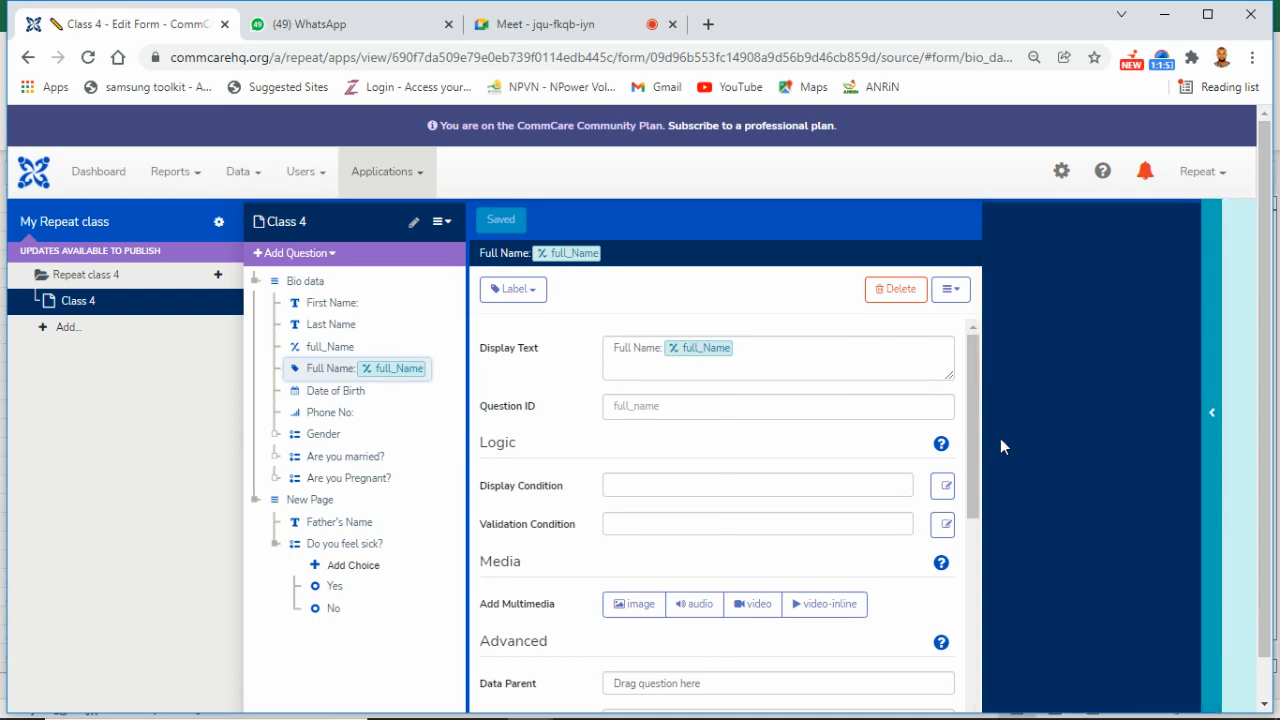 Class 4 - Edit Form - CommC
(49) WhatsApp
Meet - jqu-fkqb-iyn
commcarehq.org/a/repeat/apps/view/690f7da509e79e0eb739f0114edb445c/form/09d96b553fc14908a9d5b9d46cb859d/source/#form/bio_da...
NEW
1:1:53
Apps
samsung toolkit - A...
Suggested Sites
Login - Access your...
NPVN - NPower Vol...
Gmail
YouTube
Maps
ANRiN
Reading list
You are on the CommCare Community Plan. Subscribe to a professional plan.
Dashboard
Reports
Data
Users
Applications
Repeat
My Repeat class
UPDATES AVAILABLE TO PUBLISH
Repeat class 4
Class 4
Add...
Class 4
Add Question
Bio data
First Name:
Last Name
full_Name
Full Name: full_Name
Date of Birth
Phone No:
Gender
Are you married?
Are you Pregnant?
New Page
Father's Name
Do you feel sick?
Add Choice
Yes
No
Saved
Full Name: full_Name
Label
Delete
Display Text
Full Name: full_Name
Question ID
full_name
Logic
Display Condition
Validation Condition
Media
Add Multimedia
image
audio
video
video-inline
Advanced
Data Parent
Drag question here